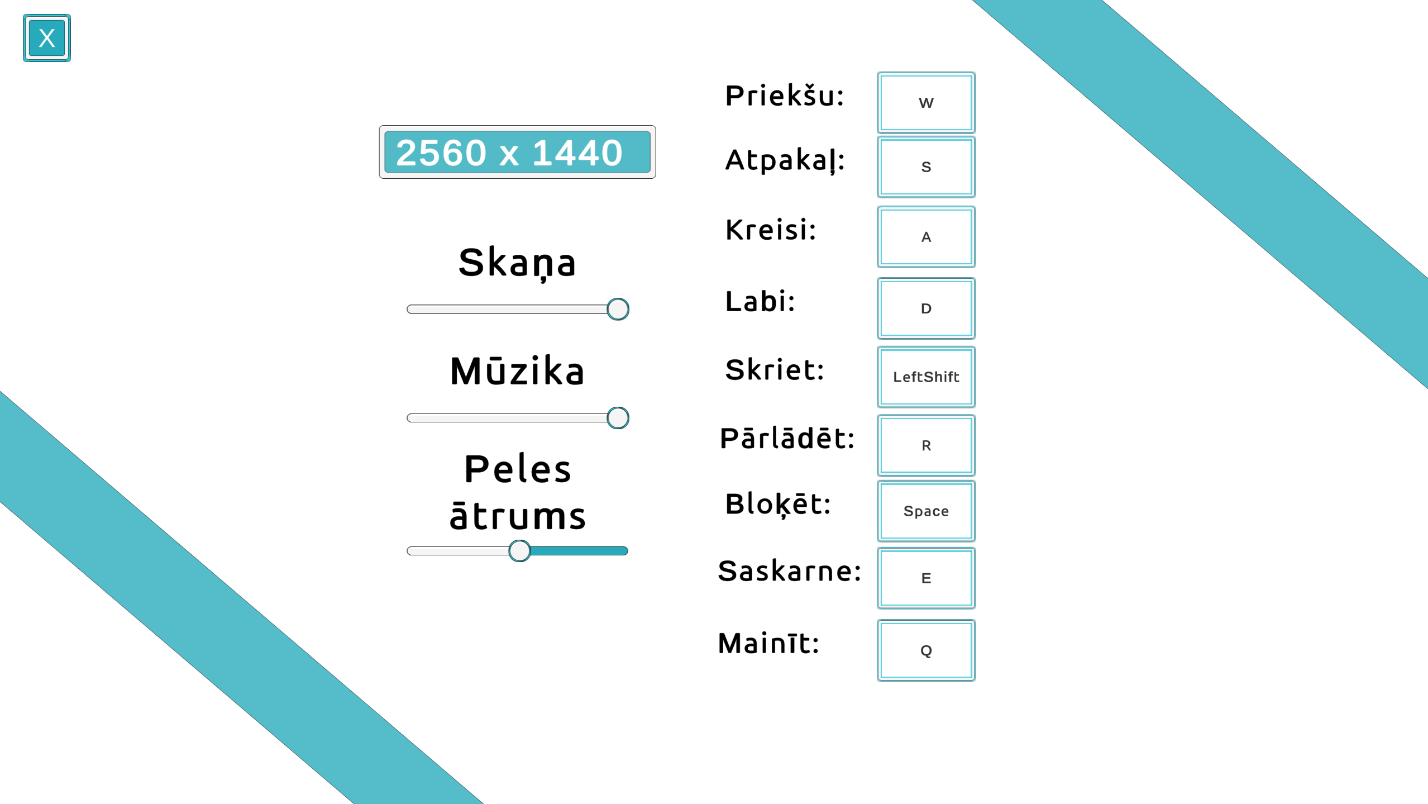 X
2560 x 1440
Skaņa
Mūzika
Peles
ātrums
Priekšu: W
Atpakaļ: S
Kreisi: A
Labi: D
Skriet: LeftShift
Pārlādēt: R
Bloķēt: Space
Saskarne: E
Mainīt: Q